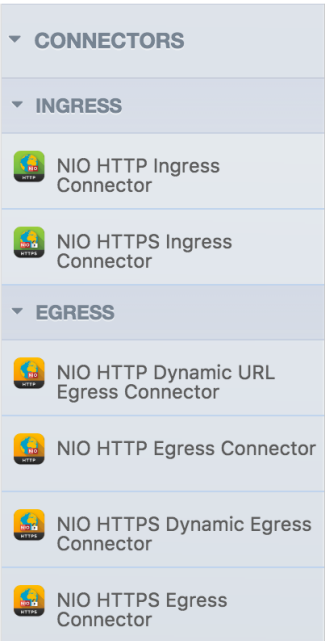 CONNECTORS
INGRESS
NIO HTTP Ingress
Connector
NIO HTTPS Ingress
Connector
EGRESS
NIO HTTP Dynamic URL
Egress Connector
NIO HTTP Egress Connector
NIO HTTPS Dynamic Egress
Connector
NIO HTTPS Egress
Connector